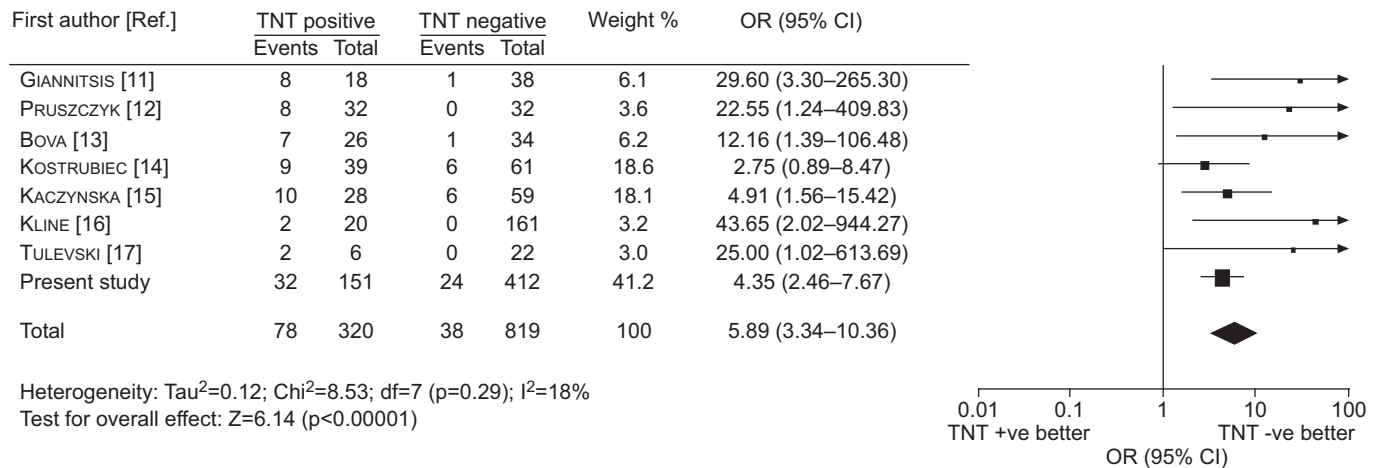 First author [Ref.] TNT positive TNT negative Weight % OR (95% CI)
Events Total Events Total
GIANNITSIS [11] 8 18 1 38 6.1 29.60 (3.30–265.30)
PRUSZCZYK [12] 8 32 0 32 3.6 22.55 (1.24–409.83)
BOVA [13] 7 26 1 34 6.2 12.16 (1.39–106.48)
KOSTRUBIEC [14] 9 39 6 61 18.6 2.75 (0.89–8.47)
KACZYNSKA [15] 10 28 6 59 18.1 4.91 (1.56–15.42)
KLINE [16] 2 20 0 161 3.2 43.65 (2.02–944.27)
TULEVSKI [17] 2 6 0 22 3.0 25.00 (1.02–613.69)
Present study 32 151 24 412 41.2 4.35 (2.46–7.67)
Total 78 320 38 819 100 5.89 (3.34–10.36)
Heterogeneity: Tau²=0.12; Chi²=8.53; df=7 (p=0.29); I²=18%
Test for overall effect: Z=6.14 (p<0.00001)
0.01 0.1 1 10 100
TNT +ve better TNT -ve better
OR (95% CI)